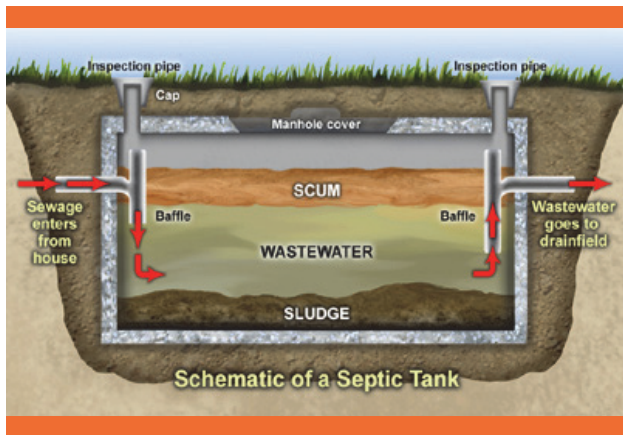 Inspection pipe
Inspection pipe
Cap
Manhole cover
SCUM
Sewage
enters
from
house
Baffle
Baffle
Wastewater
goes to
drainfield
WASTEWATER
SLUDGE
Schematic of a Septic Tank